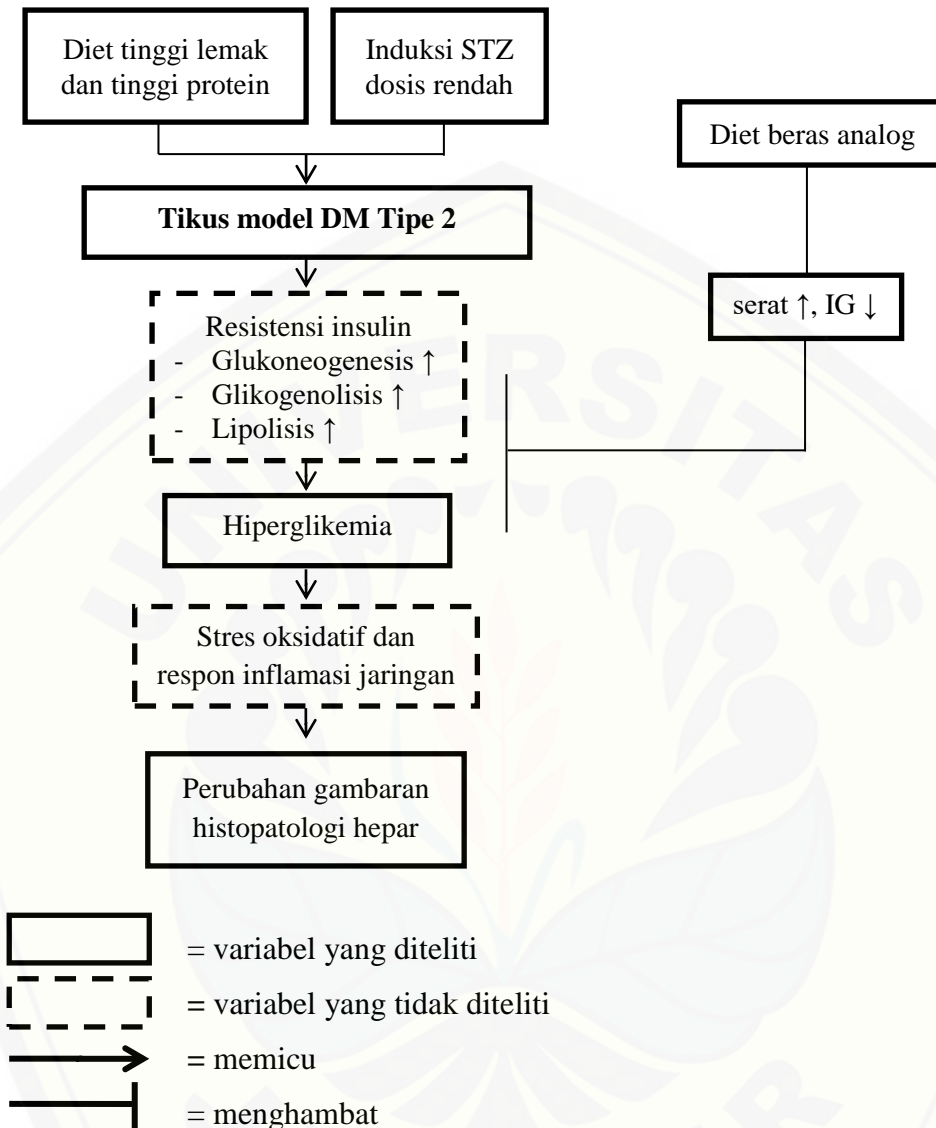 Diet tinggi lemak
dan tinggi protein
Induksi STZ
dosis rendah
Diet beras analog
Tikus model DM Tipe 2
serat ↑, IG ↓
Resistensi insulin
- Glukoneogenesis ↑
- Glikogenolisis ↑
- Lipolisis ↑
Hiperglikemia
Stres oksidatif dan
respon inflamasi jaringan
Perubahan gambaran
histopatologi hepar
= variabel yang diteliti
= variabel yang tidak diteliti
= memicu
= menghambat
UNIVERSITAS